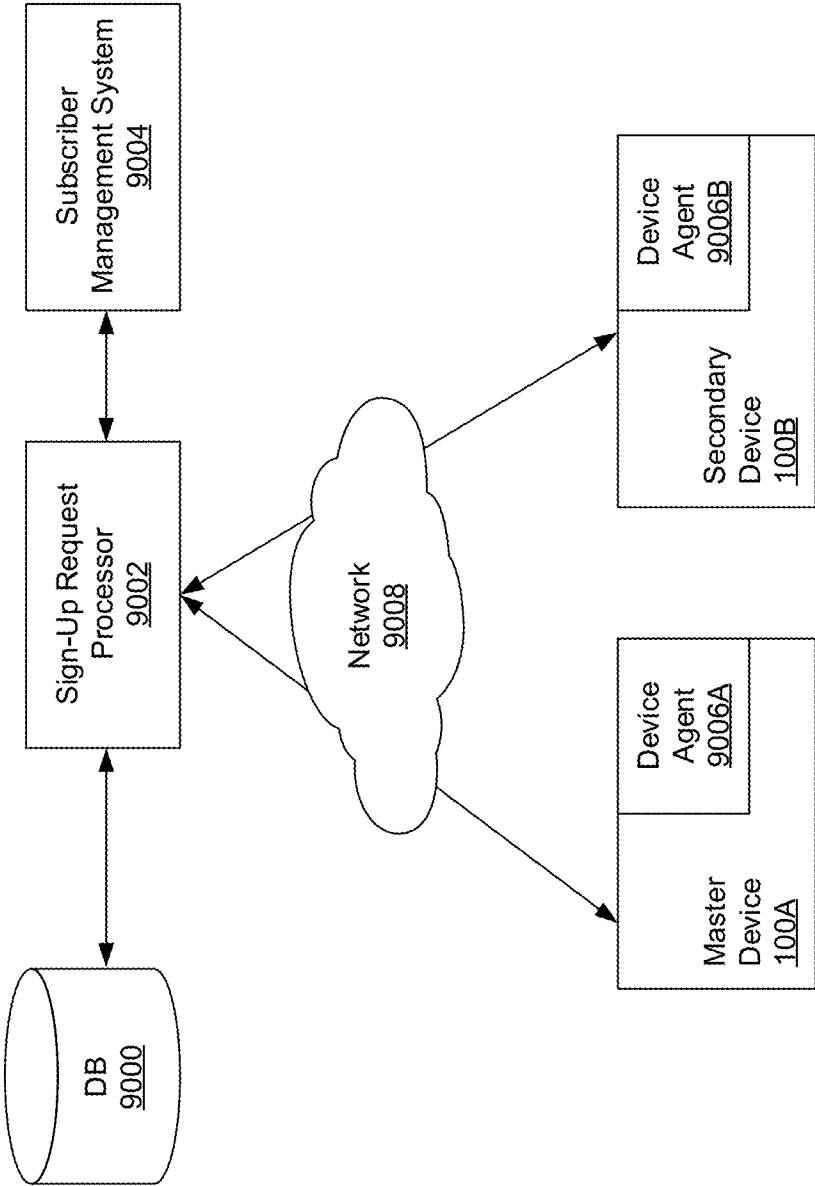 DB
9000
Sign-Up Request
Processor
9002
Subscriber
Management System
9004
Network
9008
Master
Device
100A
Device
Agent
9006A
Secondary
Device
100B
Device
Agent
9006B